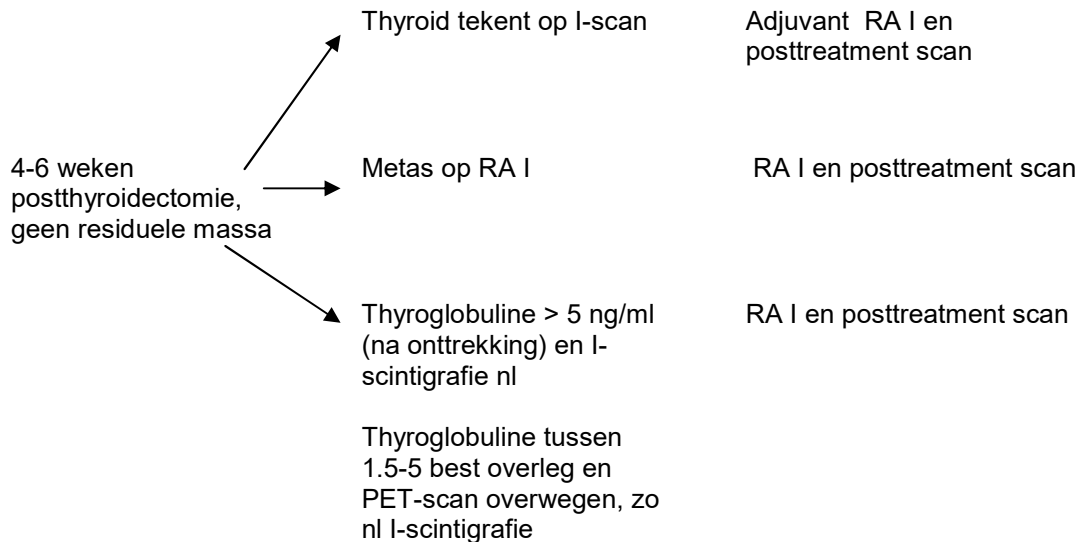 Thyroid tekent op I-scan
Adjuvant RA I en
posttreatment scan
4-6 weken
postthyroidectomie,
geen residuele massa
Metas op RA I
RA I en posttreatment scan
Thyroglobuline > 5 ng/ml
(na onttrekking) en I-
scintigrafie nl
RA I en posttreatment scan
Thyroglobuline tussen
1.5-5 best overleg en
PET-scan overwegen, zo
nl I-scintigrafie